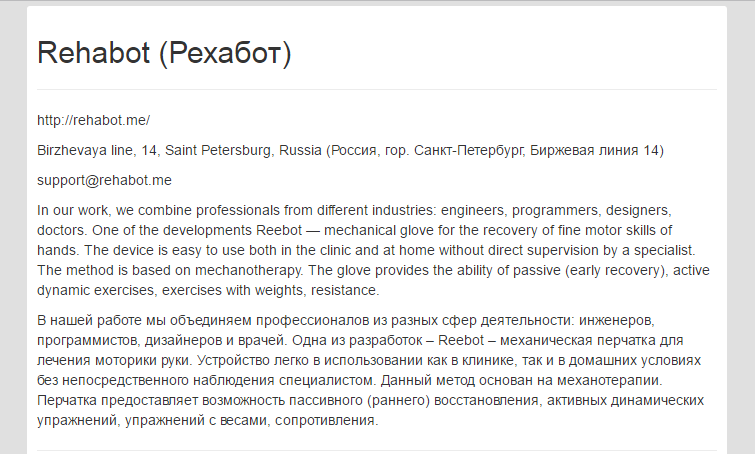 Rehabot (Рехабот)
http://rehabot.me/
Birzhevaya line, 14, Saint Petersburg, Russia (Россия, гор. Санкт-Петербург, Биржевая линия 14)
support@rehabot.me
In our work, we combine professionals from different industries: engineers, programmers, designers,
doctors. One of the developments Reebot — mechanical glove for the recovery of fine motor skills of
hands. The device is easy to use both in the clinic and at home without direct supervision by a specialist.
The method is based on mechanotherapy. The glove provides the ability of passive (early recovery), active
dynamic exercises, exercises with weights, resistance.
В нашей работе мы объединяем профессионалов из разных сфер деятельности: инженеров,
программистов, дизайнеров и врачей. Одна из разработок – Reebot – механическая перчатка для
лечения моторики руки. Устройство легко в использовании как в клинике, так и в домашних условиях
без непосредственного наблюдения специалистом. Данный метод основан на механотерапии.
Перчатка предоставляет возможность пассивного (раннего) восстановления, активных динамических
упражнений, упражнений с весами, сопротивления.